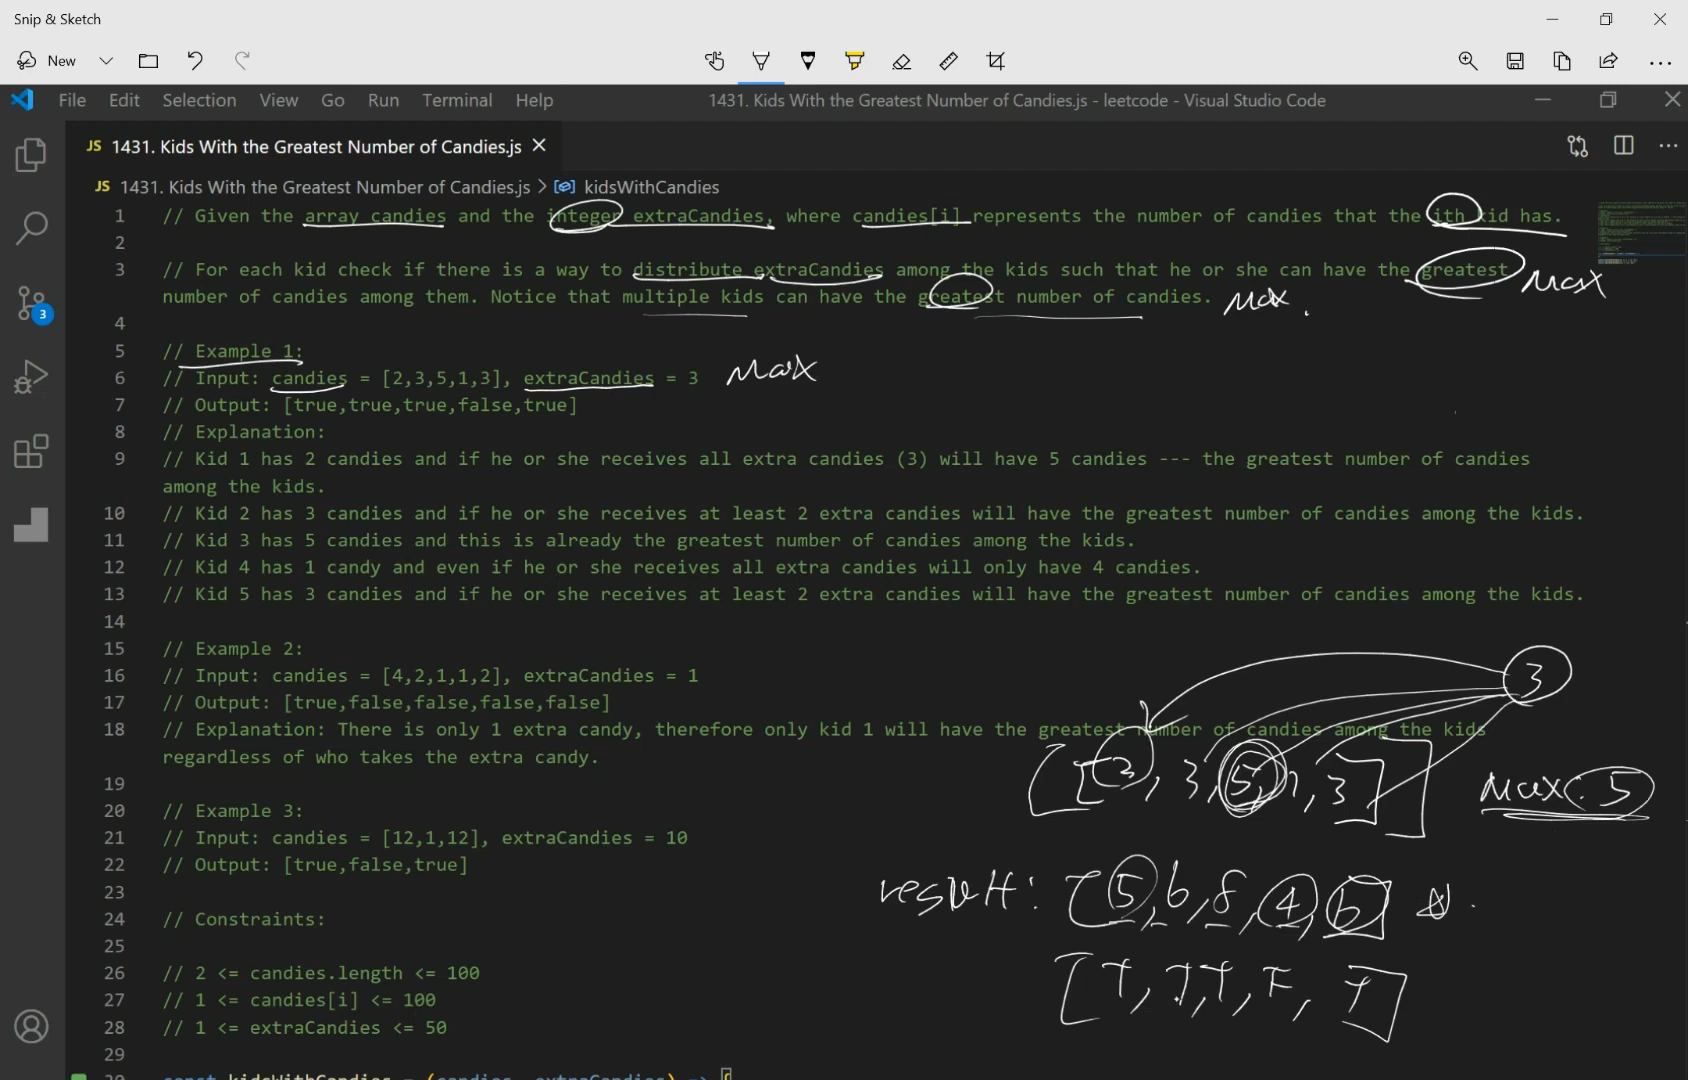 Snip & Sketch
New
File Edit Selection View Go Run Terminal Help 1431. Kids With the Greatest Number of Candies.js - leetcode - Visual Studio Code
JS 1431. Kids With the Greatest Number of Candies.js
JS 1431. Kids With the Greatest Number of Candies.js > kidsWithCandies
1 // Given the array candies and the integer extraCandies, where candies[i] represents the number of candies that the ith kid has.
2
3 // For each kid check if there is a way to distribute extraCandies among the kids such that he or she can have the greatest Max
number of candies among them. Notice that multiple kids can have the greatest number of candies. Max.
4
5 // Example 1:
6 // Input: candies = [2,3,5,1,3], extraCandies = 3 Max
7 // Output: [true,true,true,false,true]
8 // Explanation:
9 // Kid 1 has 2 candies and if he or she receives all extra candies (3) will have 5 candies --- the greatest number of candies
among the kids.
10 // Kid 2 has 3 candies and if he or she receives at least 2 extra candies will have the greatest number of candies among the kids.
11 // Kid 3 has 5 candies and this is already the greatest number of candies among the kids.
12 // Kid 4 has 1 candy and even if he or she receives all extra candies will only have 4 candies.
13 // Kid 5 has 3 candies and if he or she receives at least 2 extra candies will have the greatest number of candies among the kids.
14
15 // Example 2:
16 // Input: candies = [4,2,1,1,2], extraCandies = 1
17 // Output: [true,false,false,false,false]
3
18 // Explanation: There is only 1 extra candy, therefore only kid 1 will have the greatest number of candies among the kids
regardless of who takes the extra candy.
[2, 3, 5, 1, 3] Max: 5
19
20 // Example 3:
21 // Input: candies = [12,1,12], extraCandies = 10
22 // Output: [true,false,true]
23
result: [5, 6, 8, 4, 6]
24 // Constraints:
25
26 // 2 <= candies.length <= 100
[T, T, T, F, T]
27 // 1 <= candies[i] <= 100
28 // 1 <= extraCandies <= 50
29
30 const kidsWithCandies = (candies, extraCandies) => {
3